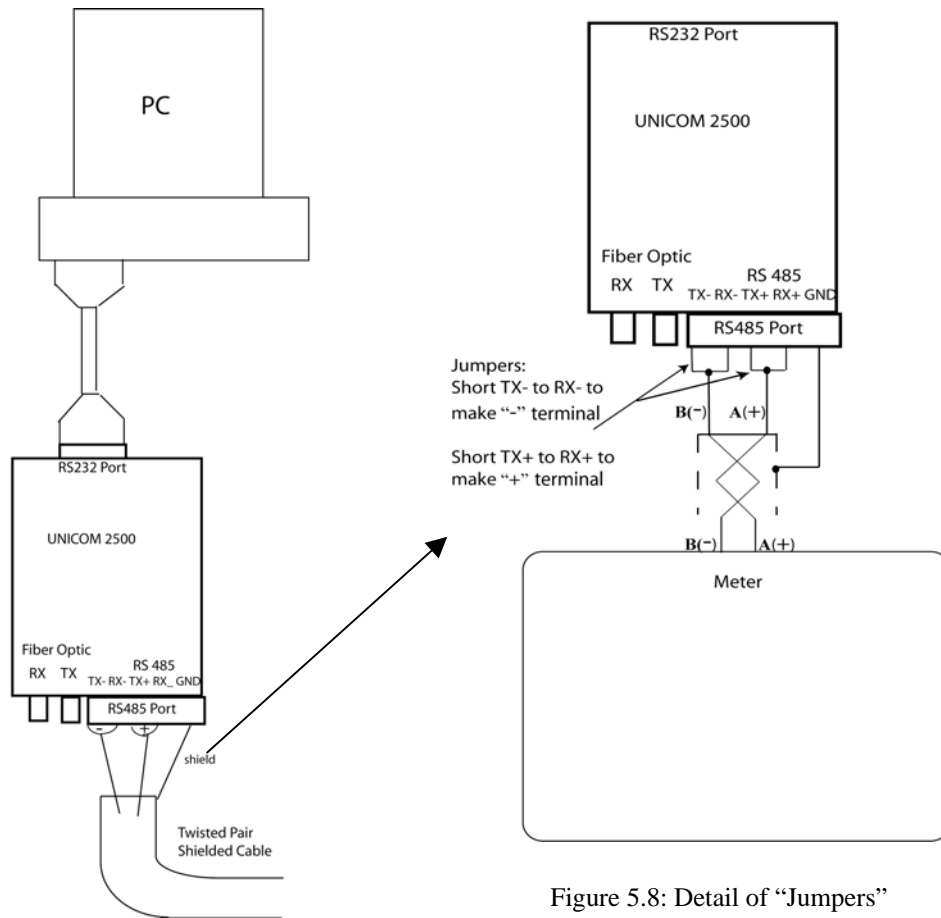 PC
RS232 Port
UNICOM 2500
Fiber Optic
RX TX
RS 485
TX- RX- TX+ RX_ GND
RS485 Port
- +
shield
Twisted Pair
Shielded Cable
RS232 Port
UNICOM 2500
Fiber Optic
RX TX
RS 485
TX- RX- TX+ RX+ GND
RS485 Port
Jumpers:
Short TX- to RX- to
make “-” terminal
Short TX+ to RX+ to
make “+” terminal
B(-) A(+)
B(-) A(+)
Meter
Figure 5.8: Detail of “Jumpers”